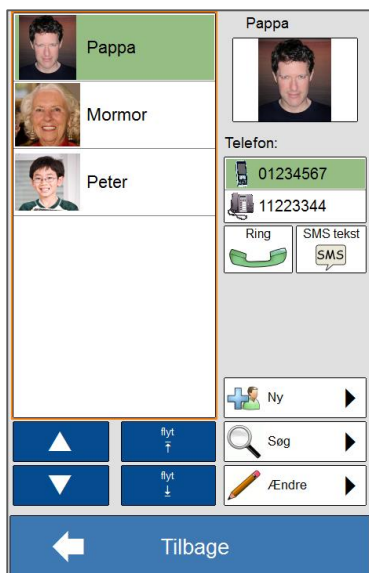 Pappa
Mormor
Peter
Pappa
Telefon:
01234567
11223344
Ring
SMS tekst
SMS
Ny
Søg
Ændre
flyt
flyt
Tilbage